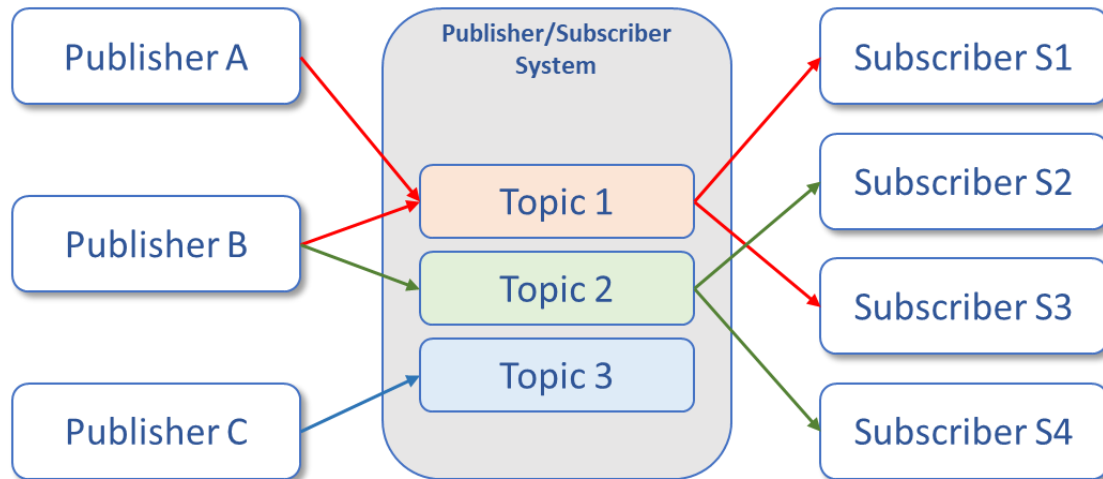 Publisher/Subscriber
System
Publisher A
Publisher B
Publisher C
Topic 1
Topic 2
Topic 3
Subscriber S1
Subscriber S2
Subscriber S3
Subscriber S4